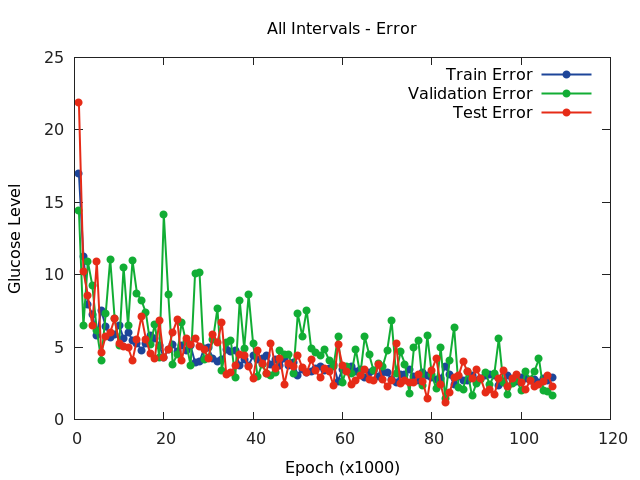 All Intervals - Error
25
20
15
10
5
0
0 20 40 60 80 100 120
Glucose Level
Epoch (x1000)
Train Error
Validation Error
Test Error